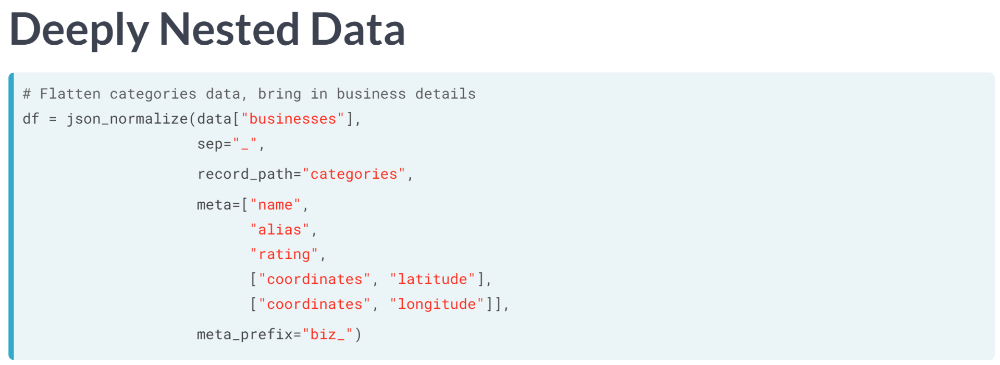 Deeply Nested Data
# Flatten categories data, bring in business details
df = json_normalize(data["businesses"],
sep="_",
record_path="categories",
meta=["name",
"alias",
"rating",
["coordinates", "latitude"],
["coordinates", "longitude"]],
meta_prefix="biz_")